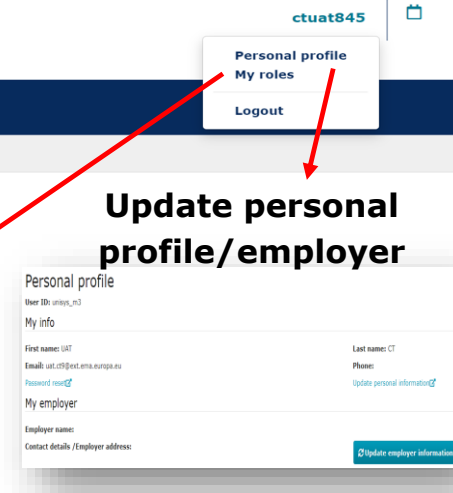 ctuat845
Personal profile
My roles
Logout
Update personal
profile/employer
Personal profile
User ID: unisys_m3
My info
First name: UAT
Last name: CT
Email: uat.ct9@ext.ema.europa.eu
Phone:
Password reset
Update personal information
My employer
Employer name:
Contact details /Employer address:
Update employer information